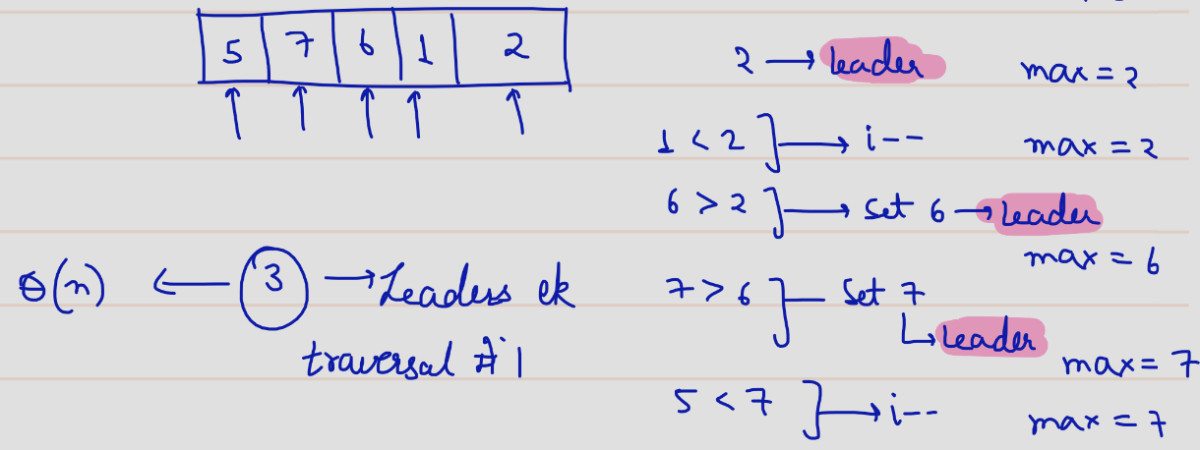 5 7 6 1 2
2 → Leader max = 2
1 < 2 → i-- max = 2
6 > 2 → Set 6 → Leader
max = 6
7 > 6 Set 7
Leader
max = 7
5 < 7 → i-- max = 7
θ(n) ← 3 → Leaders ek
traversal #1